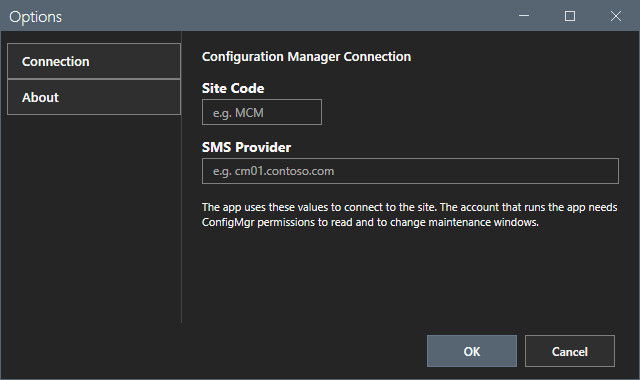 Options
Connection
About
Configuration Manager Connection
Site Code
e.g. MCM
SMS Provider
e.g. cm01.contoso.com
The app uses these values to connect to the site. The account that runs the app needs
ConfigMgr permissions to read and to change maintenance windows.
OK
Cancel